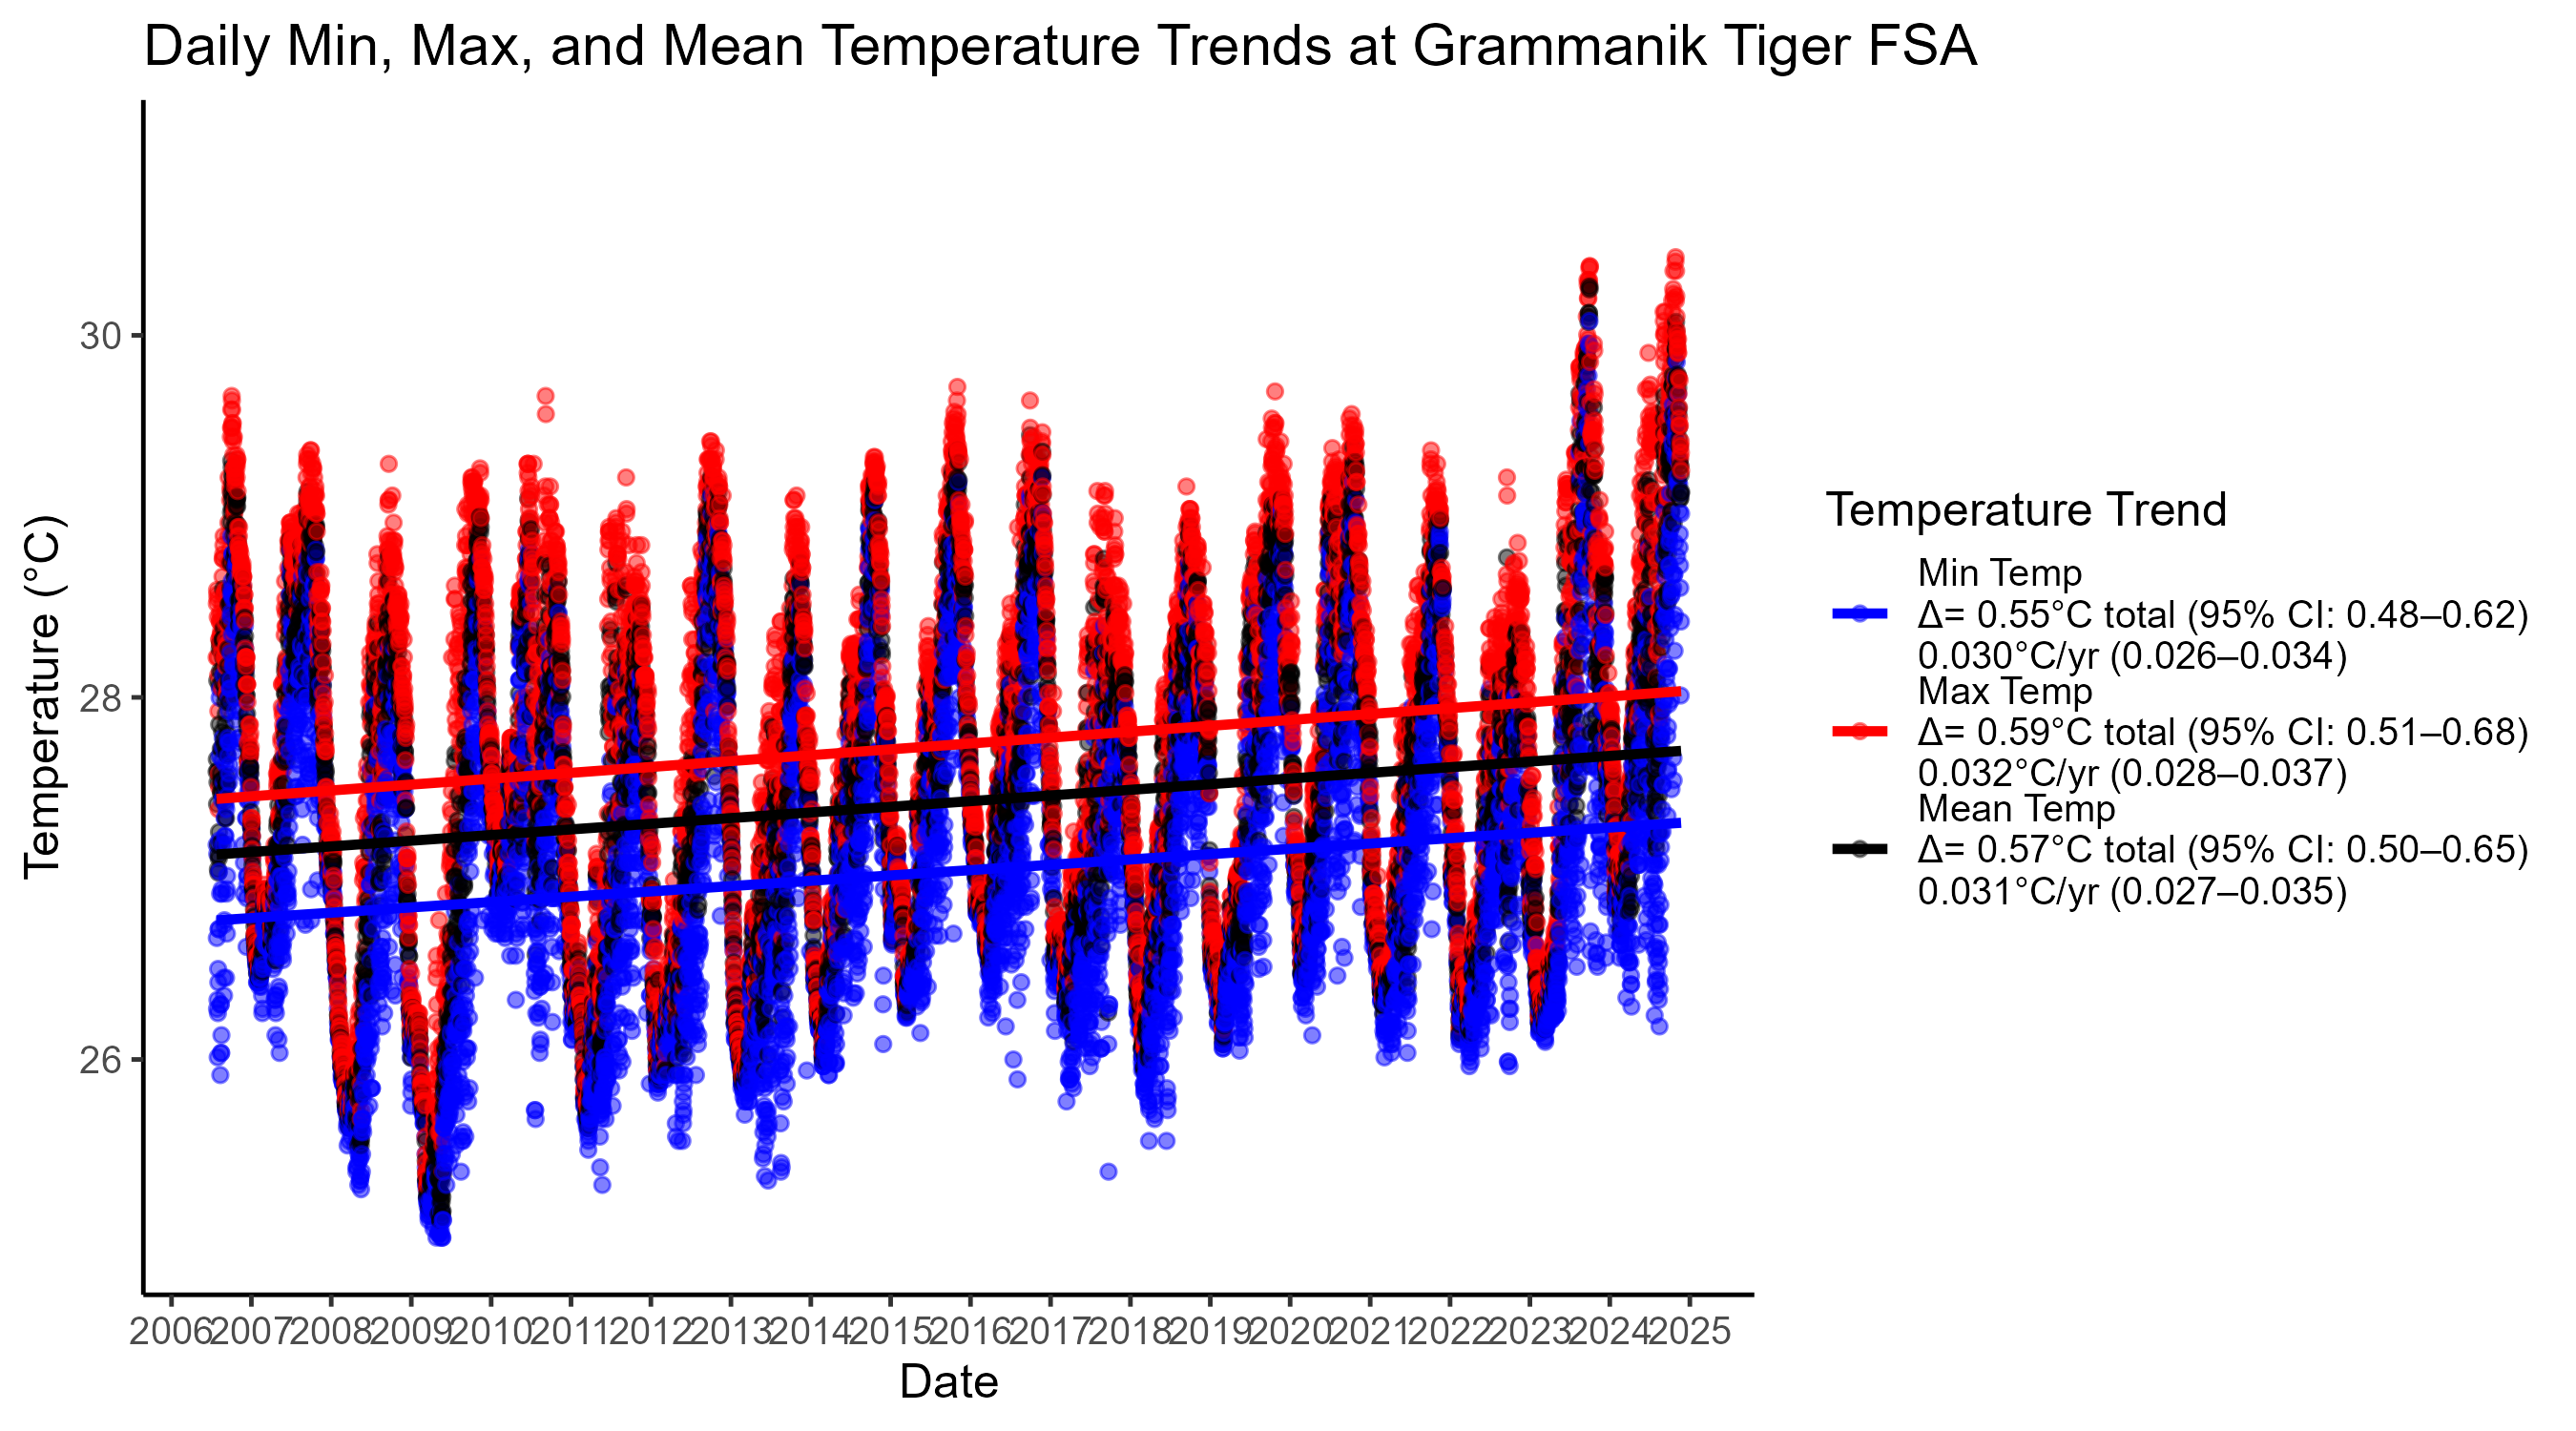 Daily Min, Max, and Mean Temperature Trends at Grammanik Tiger FSA
Temperature (°C)
30
28
26
2006 2007 2008 2009 2010 2011 2012 2013 2014 2015 2016 2017 2018 2019 2020 2021 2022 2023 2024 2025
Date
Temperature Trend
Min Temp
Δ= 0.55°C total (95% CI: 0.48–0.62)
0.030°C/yr (0.026–0.034)
Max Temp
Δ= 0.59°C total (95% CI: 0.51–0.68)
0.032°C/yr (0.028–0.037)
Mean Temp
Δ= 0.57°C total (95% CI: 0.50–0.65)
0.031°C/yr (0.027–0.035)